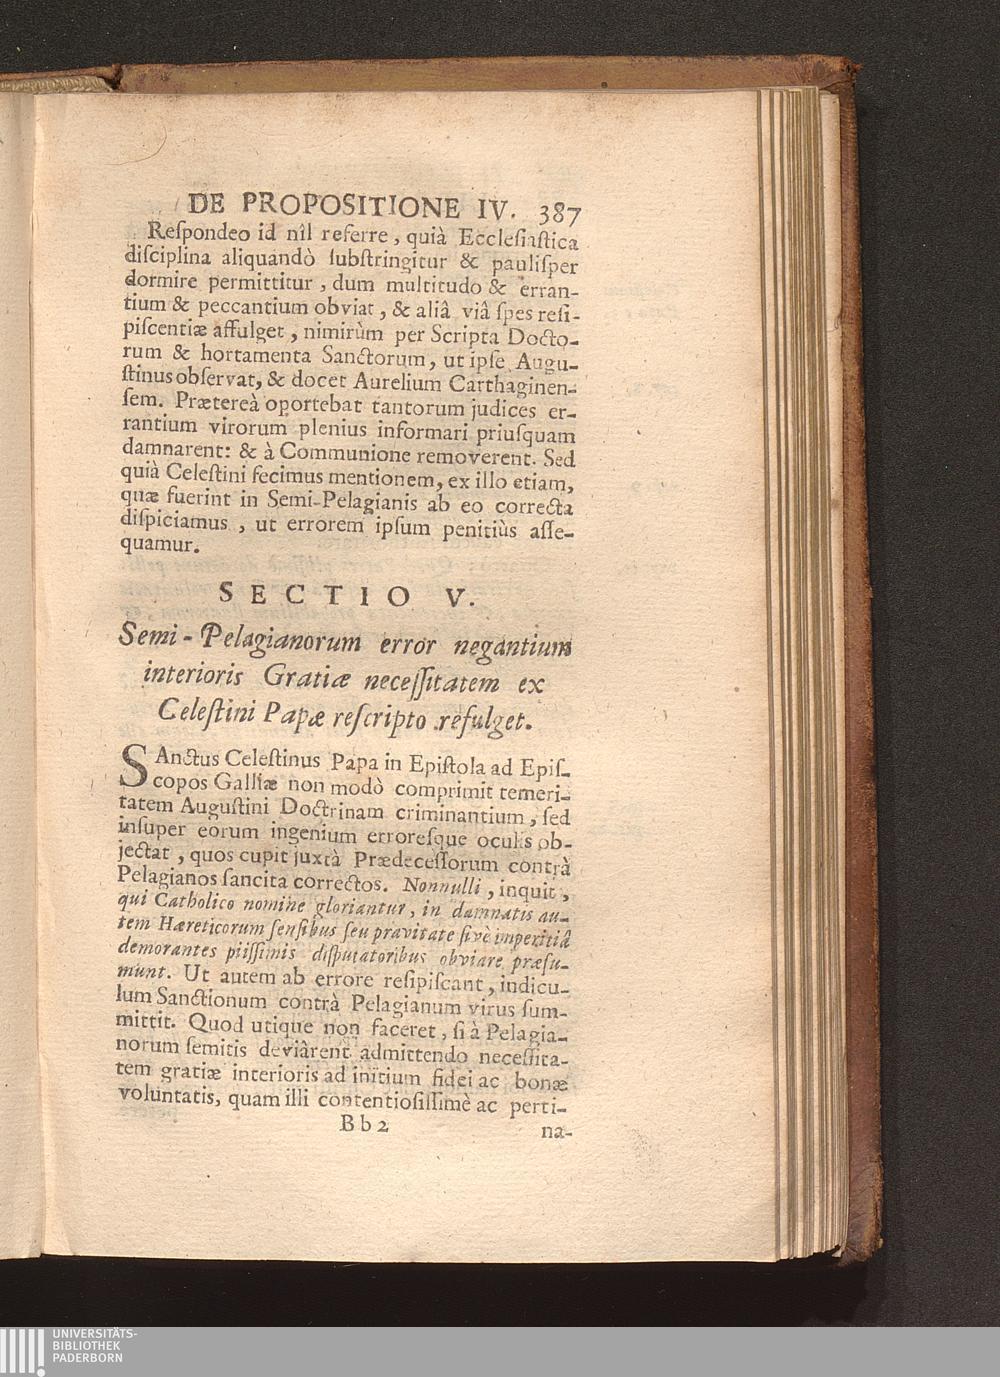 DE PROPOSITIONE IV. 387
Reſpondeo id nîl referre, quià Eccleſiaſtica
diſciplina aliquandò ſubſtringitur & pauliſper
dormire permittitur, dum multitudo & erran-
tium & peccantium obviat, & aliâ viâ ſpes reſi-
piſcentiæ affulget, nimirùm per Scripta Docto-
rum & hortamenta Sanctorum, ut ipſe Augu-
ſtinus obſervat, & docet Aurelium Carthaginen-
ſem. Prætereà oportebat tantorum judices er-
rantium virorum plenius informari priuſquam
damnarent: & à Communione removerent. Sed
quià Celeſtini fecimus mentionem, ex illo etiam,
quæ fuerint in Semi-Pelagianis ab eo correcta
diſpiciamus, ut errorem ipſum penitiùs aſſe-
quamur.
SECTIO V.
Semi-Pelagianorum error negantium
interioris Gratiæ neceſſitatem ex
Celeſtini Papæ reſcripto refulget.
SAnctus Celeſtinus Papa in Epiſtola ad Epiſ-
copos Galliæ non modò comprimit temeri-
tatem Auguſtini Doctrinam criminantium, ſed
inſuper eorum ingenium erroreſque oculis ob-
jectat, quos cupit juxtà Prædeceſſorum contrà
Pelagianos ſancita correctos. Nonnulli, inquit,
qui Catholico nomine gloriantur, in damnatis au-
tem Hæreticorum ſenſibus ſeu pravitate ſivè imperitiâ
demorantes piiſſimis diſputatoribus obviare præſu-
munt. Ut autem ab errore reſipiſcant, indicu-
lum Sanctionum contrà Pelagianum virus ſum-
mittit. Quod utique non faceret, ſi à Pelagia-
norum ſemitis deviârent admittendo neceſſita-
tem gratiæ interioris ad initium fidei ac bonæ
voluntatis, quam illi contentioſiſſimè ac perti-
Bb2 na-
UNIVERSITÄTS-
BIBLIOTHEK
PADERBORN